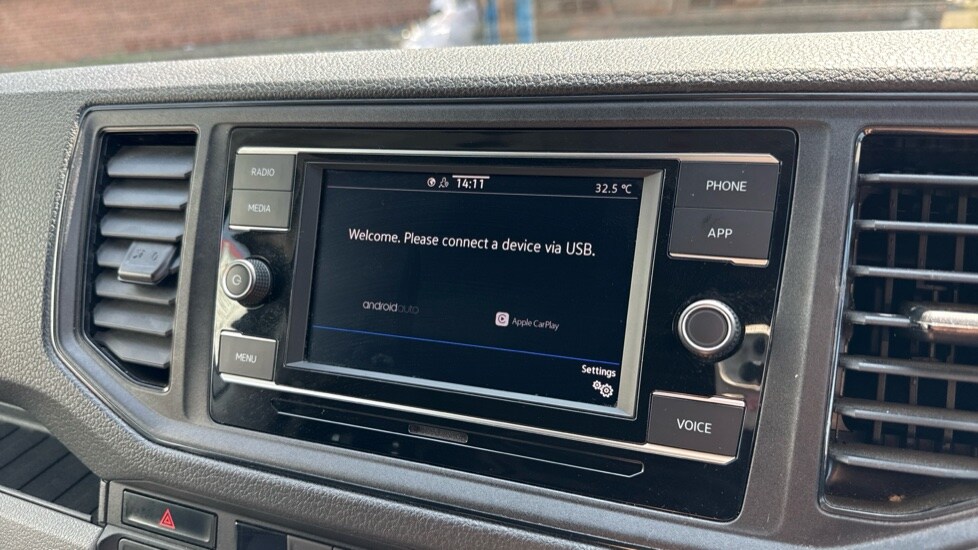 RADIO
MEDIA
MENU
14:11
32.5 °C
Welcome. Please connect a device via USB.
androidauto
Apple CarPlay
Settings
PHONE
APP
VOICE